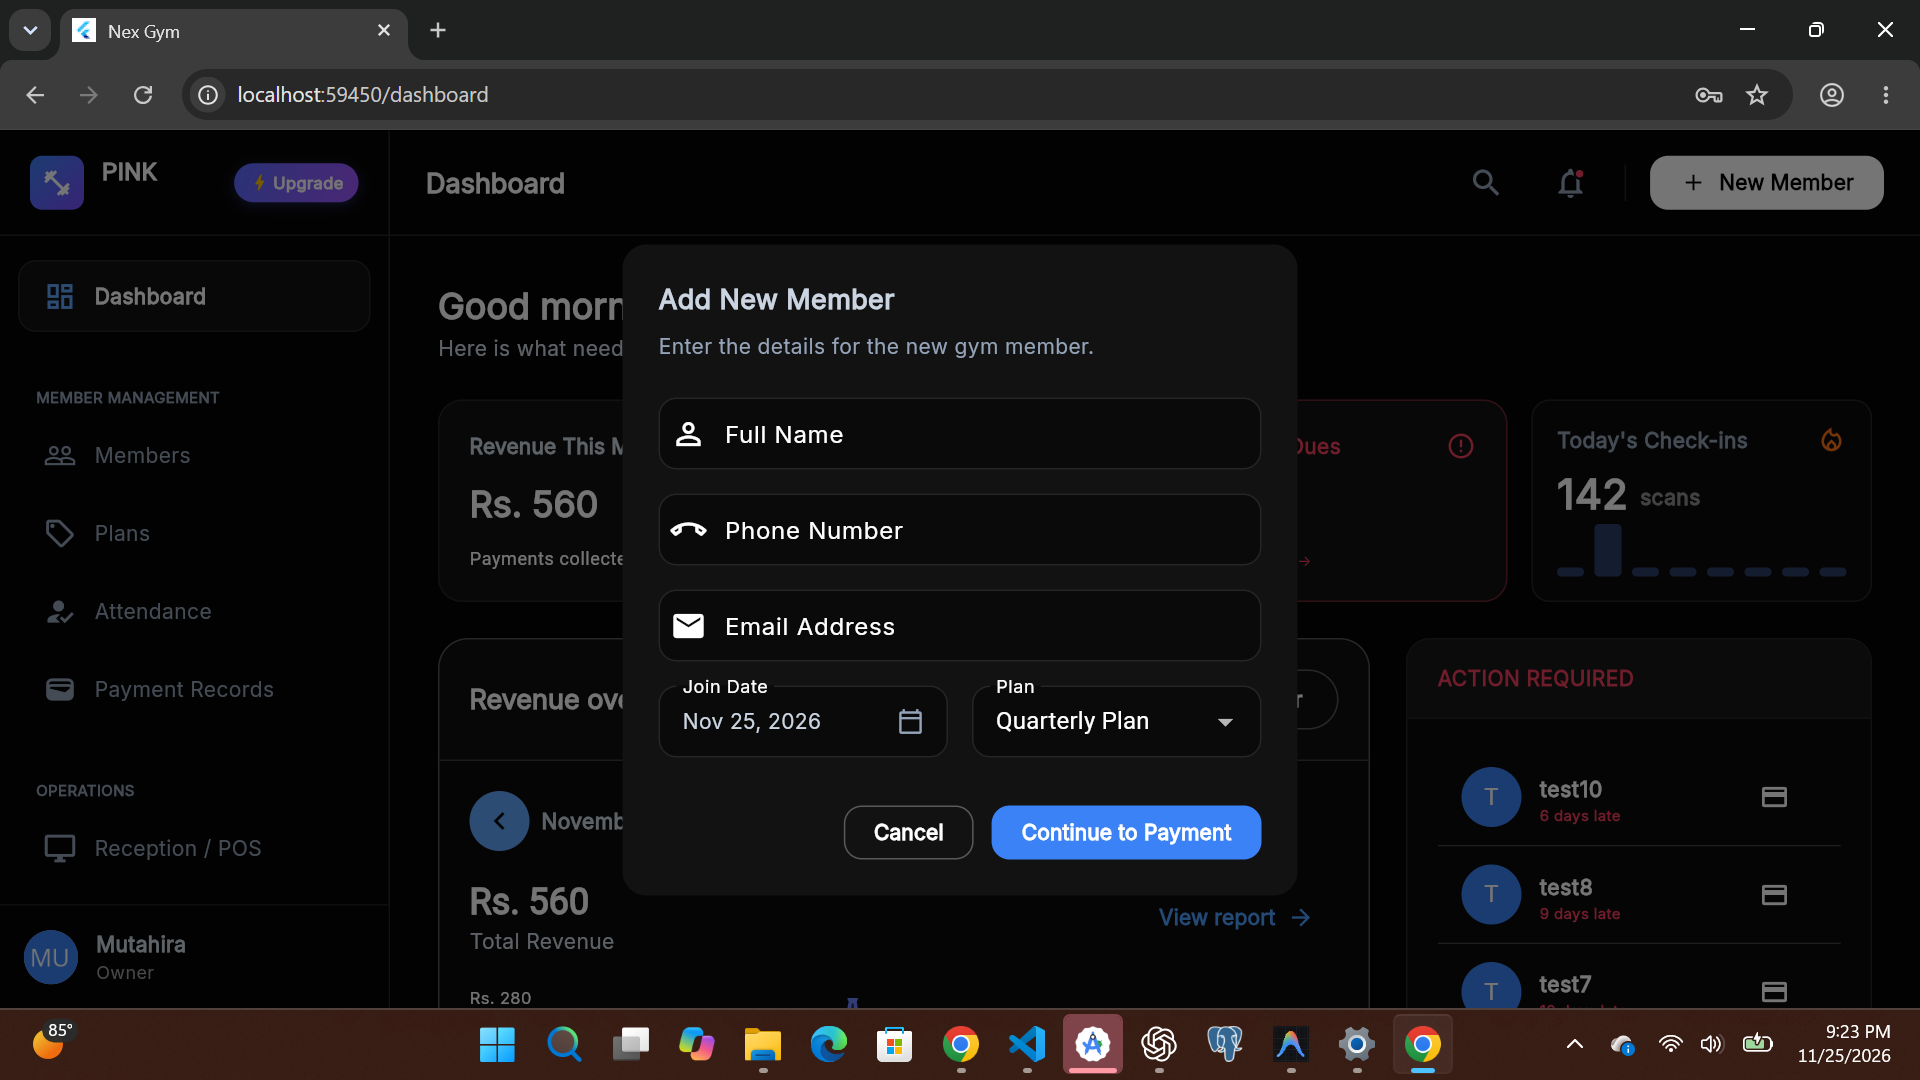 Nex Gym
localhost:59450/dashboard
PINK
Upgrade
Dashboard
New Member
Dashboard
MEMBER MANAGEMENT
Members
Plans
Attendance
Payment Records
OPERATIONS
Reception / POS
MU
Mutahira
Owner
Good morn
Here is what need
Revenue This M
Rs. 560
Payments collecte
Dues
Today's Check-ins
142 scans
Revenue ove
r
Novemb
Rs. 560
Total Revenue
View report
Rs. 280
ACTION REQUIRED
T
test10
6 days late
T
test8
9 days late
T
test7
Add New Member
Enter the details for the new gym member.
Full Name
Phone Number
Email Address
Join Date
Nov 25, 2026
Plan
Quarterly Plan
Cancel
Continue to Payment
85°
9:23 PM
11/25/2026